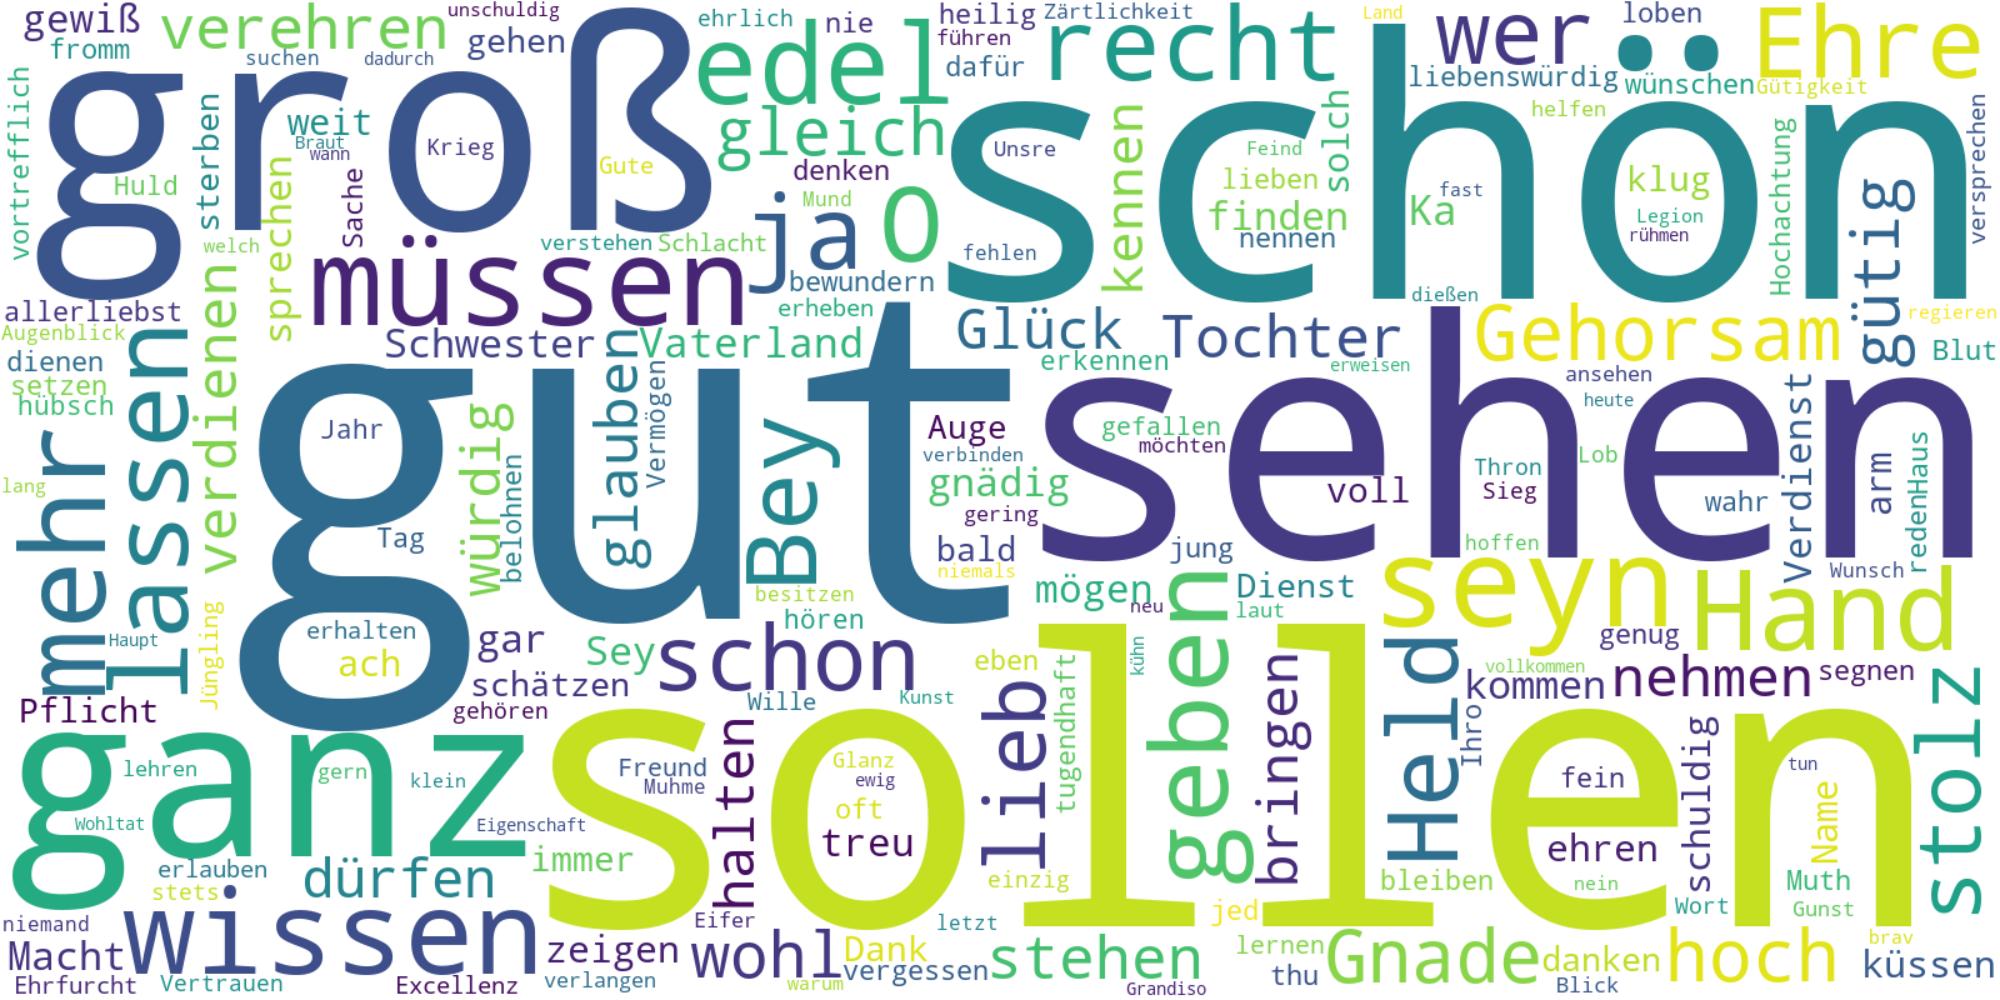 gewiß
verehren
unschuldig
ehrlich
nie
heilig
Zärtlichkeit
Land
wer
loben
Ehre
fromm
suchen
dadurch
gehen
groß
edel
führen
dafür
recht
liebenswürdig
wünschen
Gütigkeit
vortrefflich
Huld
sterben
weit
Braut
wann
Krieg
Gute
gleich
denken
Unsre
schön
kennen
Feind
lieben
finden
nennen
solch
helfen
Ka
fast
klug
Legion
rühmen
Hochachtung
gütig
versprechen
welch
sprechen
Sache
verstehen
Schlacht
Mund
ja
o
bewundern
fehlen
dießen
allerliebst
Augenblick
müssen
erheben
Schwester
Vaterland
Glück
erkennen
Tochter
erweisen
Gehorsam
regieren
Blut
dienen
setzen
hübsch
lassen
verdienen
Jahr
gut
würdig
belohnen
glauben
Vermögen
Bey
Auge
verbinden
gefallen
möchten
gnädig
gering
sehen
ansehen
heute
voll
Thron
Sieg
Lob
wahr
Verdienst
arm
reden
Haus
lang
mehr
Tag
bald
niemals
jung
hoffen
Wunsch
besitzen
hören
mögen
neu
Dienst
laut
seyn
Hand
Haupt
Jüngling
erhalten
ach
gar
Sey
schon
schätzen
gehören
Wille
Kunst
eben
kühn
tugendhaft
geben
bringen
Held
Ihro
genug
vollkommen
kommen
nehmen
segnen
stolz
Pflicht
ganz
lehren
gern
klein
Wohltat
Eigenschaft
sollen
Freund
Muhme
halten
Glanz
ewig
oft
treu
lieb
einzig
fein
ehren
nein
schuldig
tun
Name
Muth
Gunst
erlauben
stets
dürfen
immer
bleiben
Wort
niemand
wissen
Eifer
letzt
jed
brav
Macht
Ehrfurcht
Vertrauen
Excellenz
zeigen
verlangen
wohl
Dank
vergessen
warum
stehen
Grandiso
lernen
thu
Gnade
danken
Blick
hoch
küssen